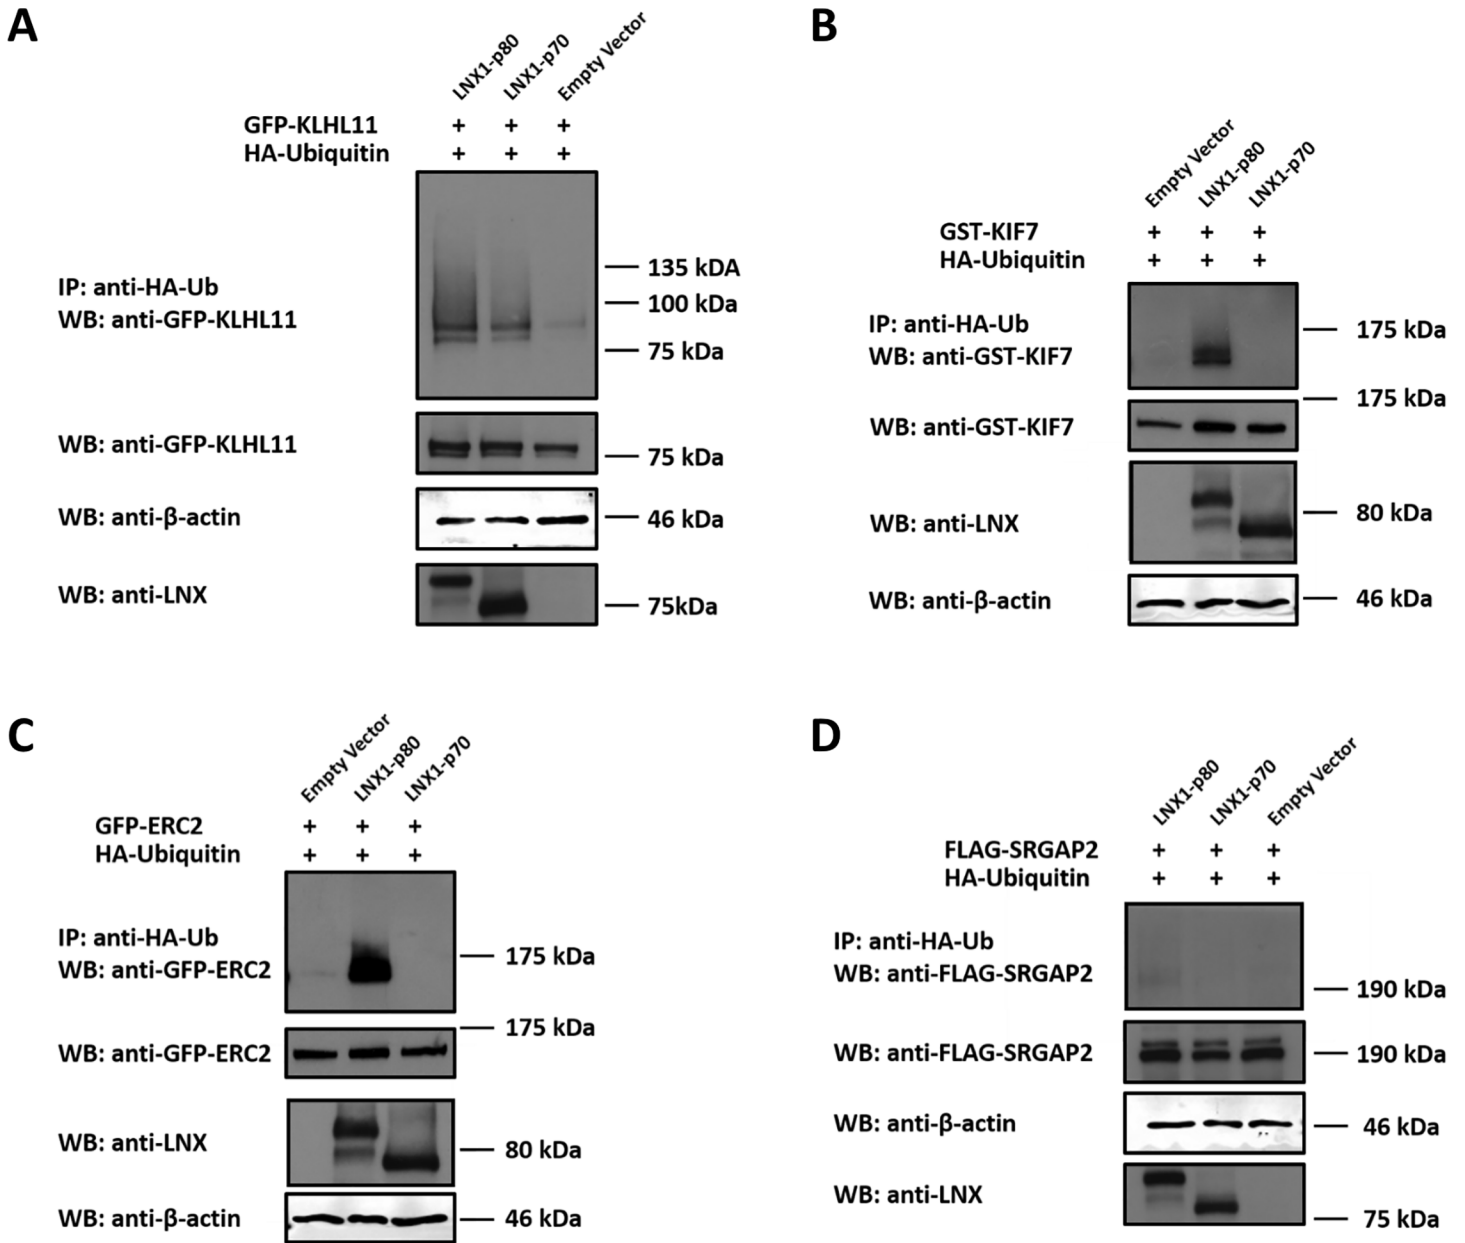 A
LNX1-p80
LNX1-p70
Empty Vector
GFP-KLHL11 + + +
HA-Ubiquitin + + +
135 kDA
IP: anti-HA-Ub
100 kDa
WB: anti-GFP-KLHL11
75 kDa
WB: anti-GFP-KLHL11
75 kDa
WB: anti-β-actin
46 kDa
WB: anti-LNX
75kDa
B
Empty Vector
LNX1-p80
LNX1-p70
GST-KIF7 + + +
HA-Ubiquitin + + +
IP: anti-HA-Ub
175 kDa
WB: anti-GST-KIF7
175 kDa
WB: anti-GST-KIF7
WB: anti-LNX
80 kDa
WB: anti-β-actin
46 kDa
C
Empty Vector
LNX1-p80
LNX1-p70
GFP-ERC2 + + +
HA-Ubiquitin + + +
IP: anti-HA-Ub
175 kDa
WB: anti-GFP-ERC2
175 kDa
WB: anti-GFP-ERC2
WB: anti-LNX
80 kDa
WB: anti-β-actin
46 kDa
D
LNX1-p80
LNX1-p70
Empty Vector
FLAG-SRGAP2 + + +
HA-Ubiquitin + + +
IP: anti-HA-Ub
WB: anti-FLAG-SRGAP2
190 kDa
WB: anti-FLAG-SRGAP2
190 kDa
WB: anti-β-actin
46 kDa
WB: anti-LNX
75 kDa